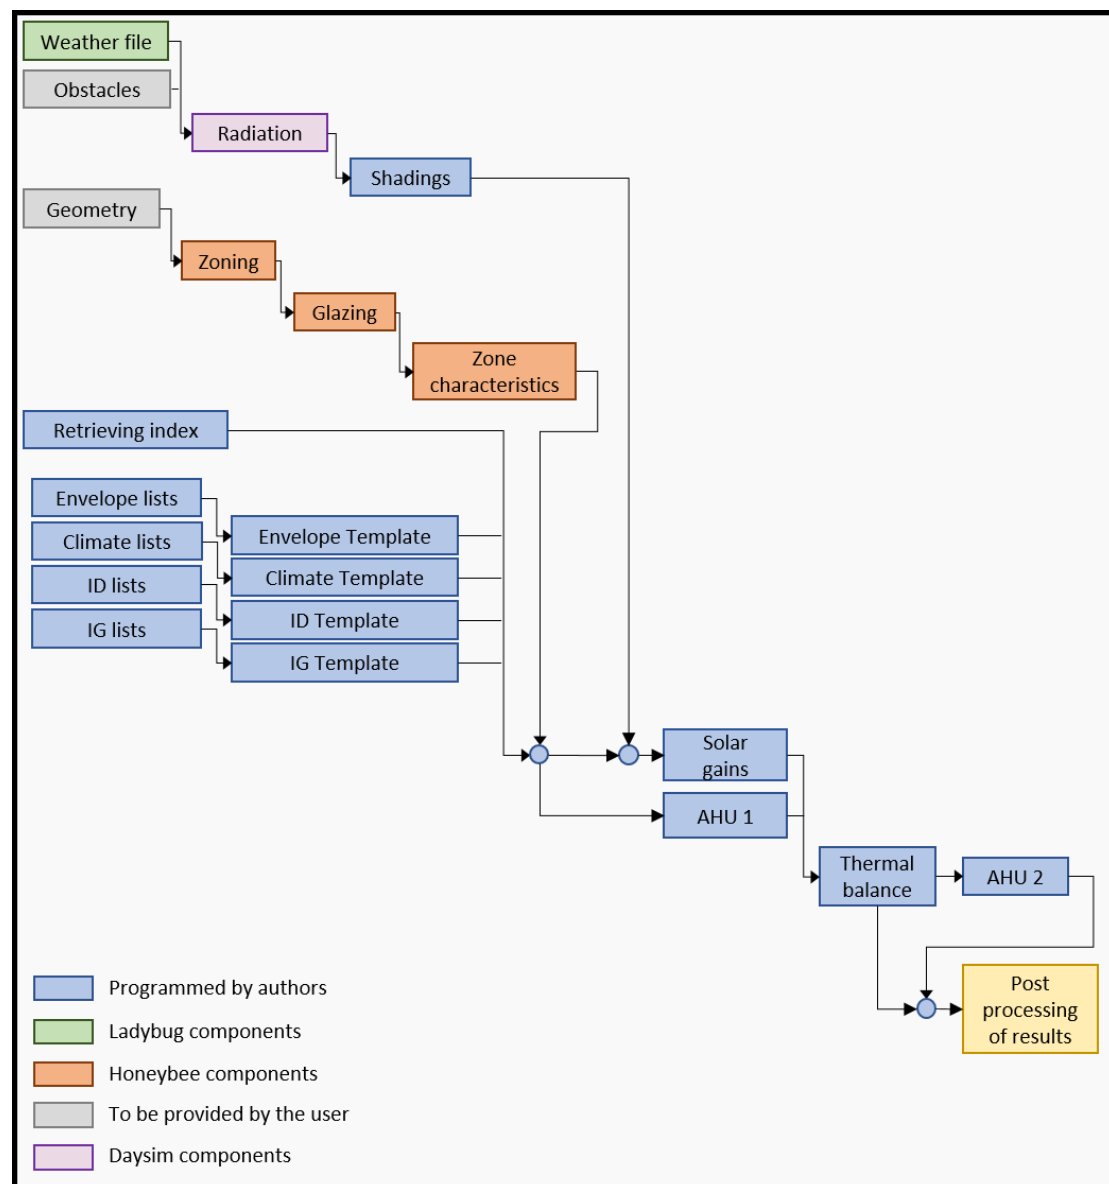 Weather file
Obstacles
Radiation
Shadings
Geometry
Zoning
Glazing
Zone
characteristics
Retrieving index
Envelope lists
Climate lists
ID lists
IG lists
Envelope Template
Climate Template
ID Template
IG Template
Solar
gains
AHU 1
Thermal
balance
AHU 2
Post
processing
of results
Programmed by authors
Ladybug components
Honeybee components
To be provided by the user
Daysim components